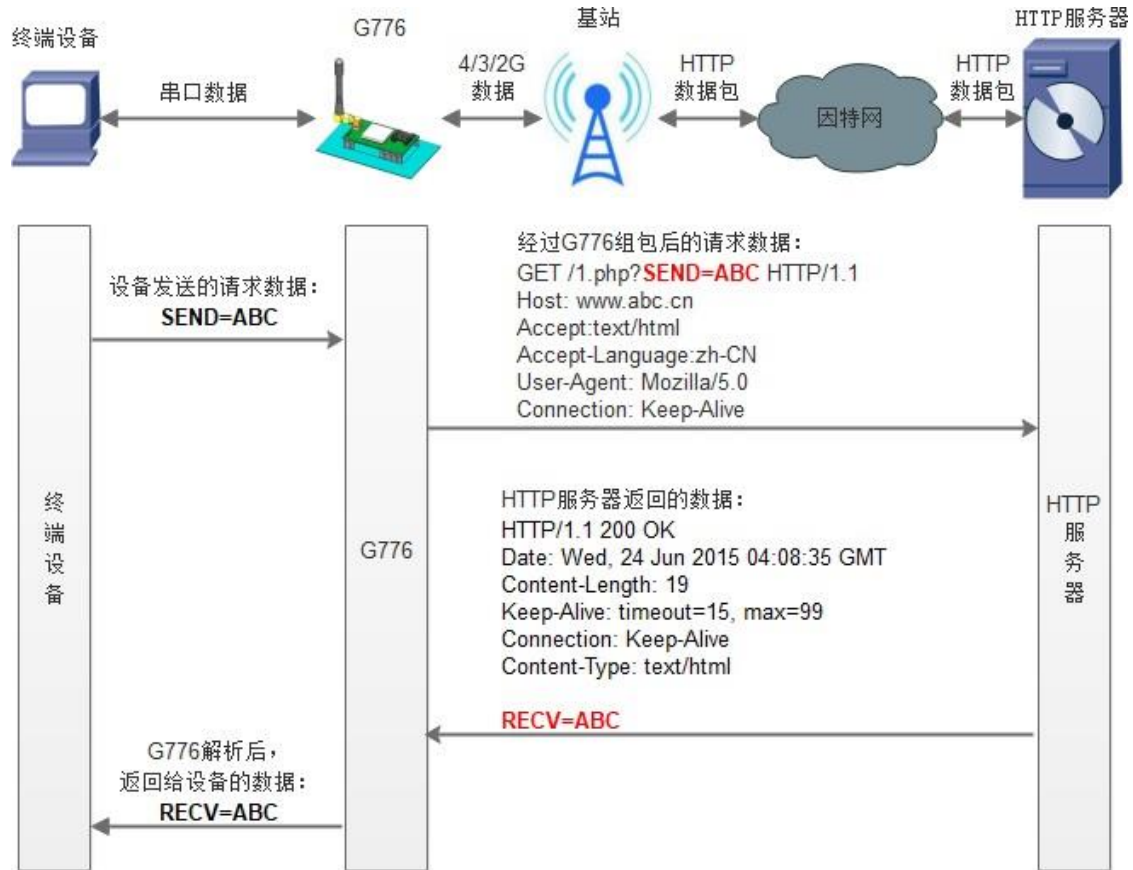 终端设备
G776
基站
HTTP服务器
串口数据
4/3/2G
数据
HTTP
数据包
因特网
HTTP
数据包
设备发送的请求数据：
SEND=ABC
经过G776组包后的请求数据：
GET /1.php?SEND=ABC HTTP/1.1
Host: www.abc.cn
Accept:text/html
Accept-Language:zh-CN
User-Agent: Mozilla/5.0
Connection: Keep-Alive
终
端
设
备
G776
HTTP
服
务
器
HTTP服务器返回的数据：
HTTP/1.1 200 OK
Date: Wed, 24 Jun 2015 04:08:35 GMT
Content-Length: 19
Keep-Alive: timeout=15, max=99
Connection: Keep-Alive
Content-Type: text/html
RECV=ABC
G776解析后，
返回给设备的数据：
RECV=ABC